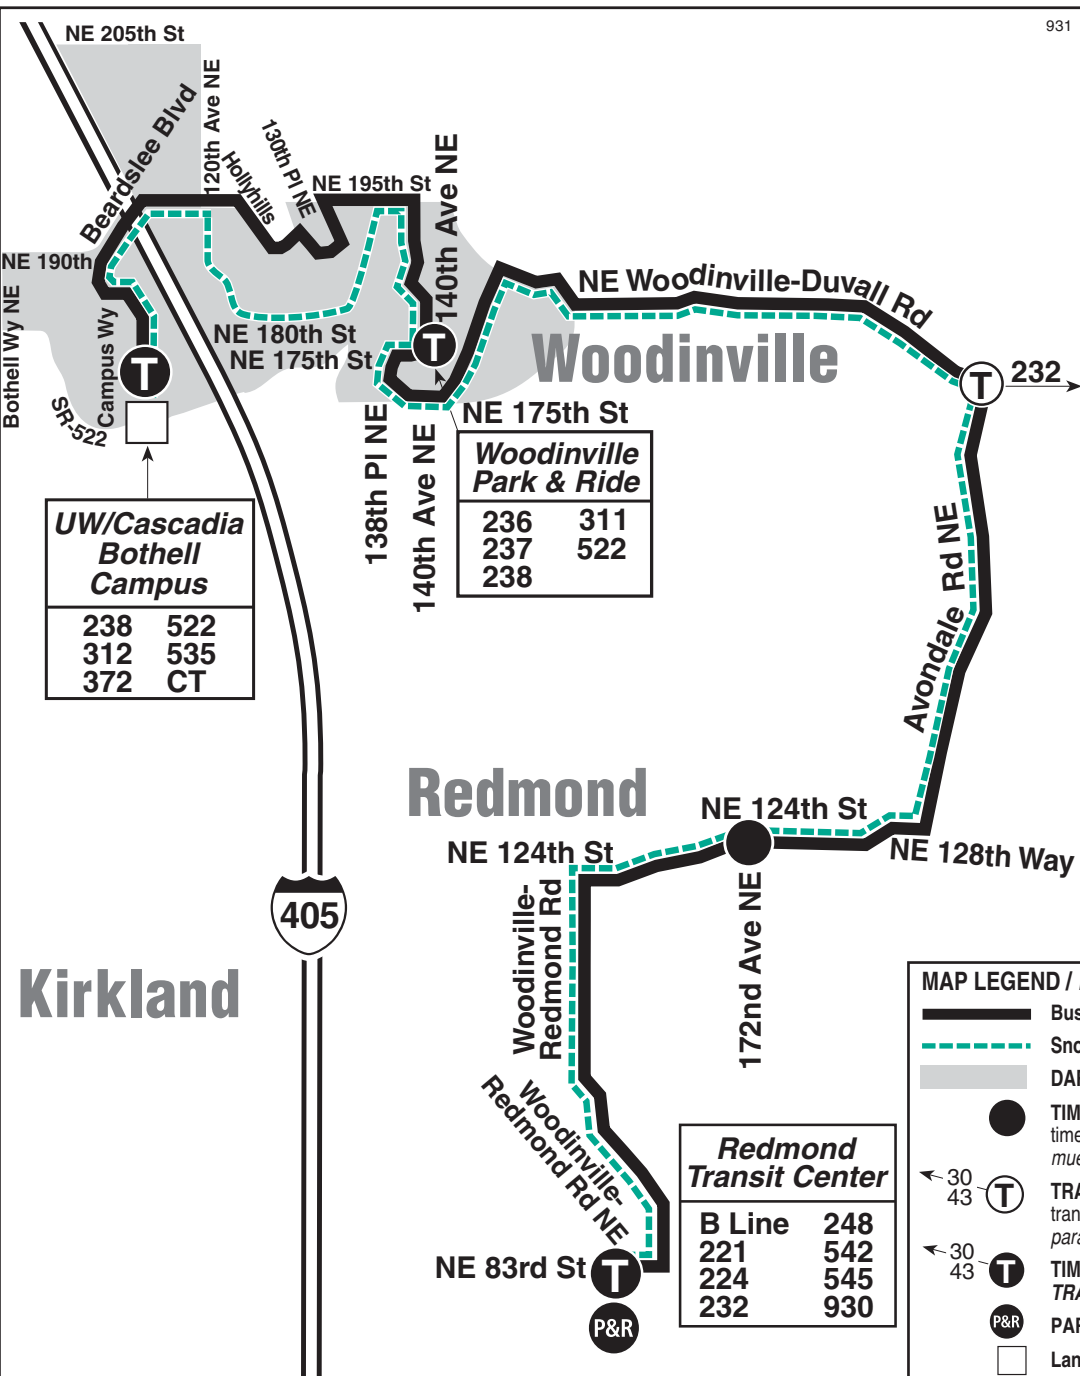 931
NE 205th St
120th Ave NE
Beardslee Blvd
Hollyhills
130th Pl NE
NE 195th St
140th Ave NE
NE 190th
Bothell Wy NE
Campus Wy
SR-522
NE 180th St
NE 175th St
T
T
NE Woodinville-Duvall Rd
Woodinville
T
232
NE 175th St
138th Pl NE
140th Ave NE
Woodinville
Park & Ride
236 311
237 522
238
UW/Cascadia
Bothell
Campus
238 522
312 535
372 CT
Avondale Rd NE
Redmond
NE 124th St
NE 128th Way
NE 124th St
172nd Ave NE
Woodinville-
Redmond Rd
405
Kirkland
Woodinville-
Redmond Rd NE
NE 83rd St
T
P&R
Redmond
Transit Center
B Line 248
221 542
224 545
232 930
MAP LEGEND /
Bus
Sno
DAR
TIM
time
mue
30
43
T
TRA
tran
para
30
43
T
TIM
TRA
P&R
PAR
Lan